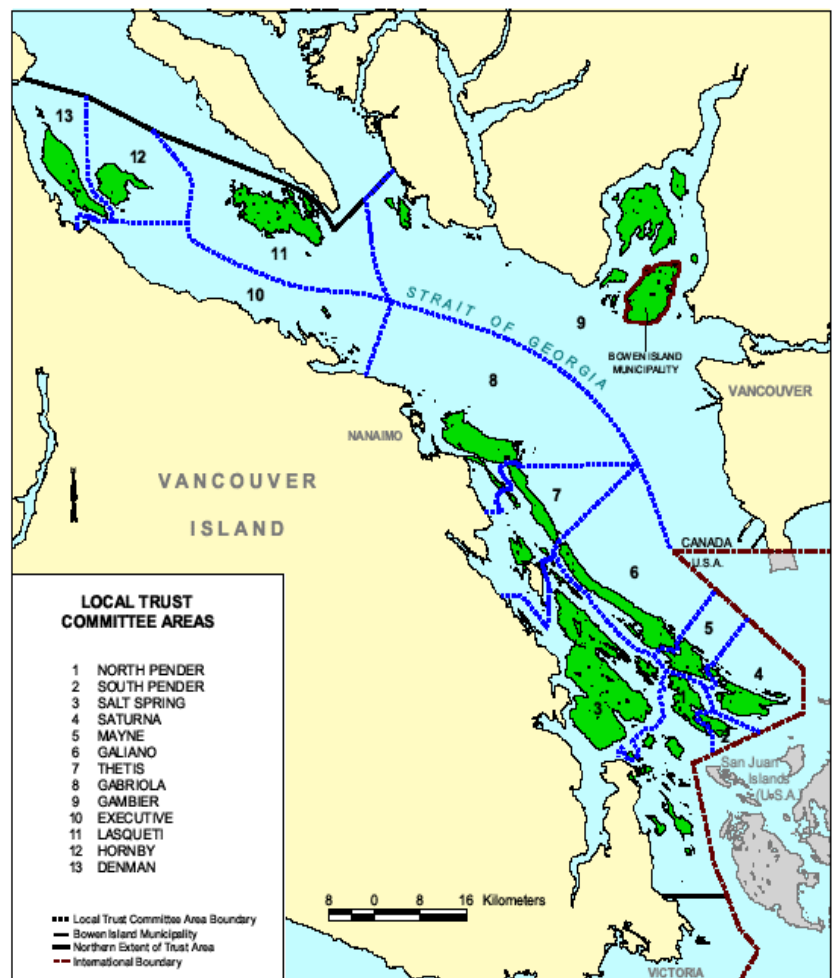 13
12
11
10
STRAIT OF GEORGIA
9
BOWEN ISLAND
MUNICIPALITY
VANCOUVER
8
NANAIMO
VANCOUVER
ISLAND
7
CANADA
U.S.A.
6
5
4
3
2
San Juan
Islands
(U.S.A.)
LOCAL TRUST
COMMITTEE AREAS
1 NORTH PENDER
2 SOUTH PENDER
3 SALT SPRING
4 SATURNA
5 MAYNE
6 GALIANO
7 THETIS
8 GABRIOLA
9 GAMBIER
10 EXECUTIVE
11 LASQUETI
12 HORNBY
13 DENMAN
Local Trust Committee Area Boundary
Bowen Island Municipality
Northern Extent of Trust Area
International Boundary
8 0 8 16 Kilometers
VICTORIA